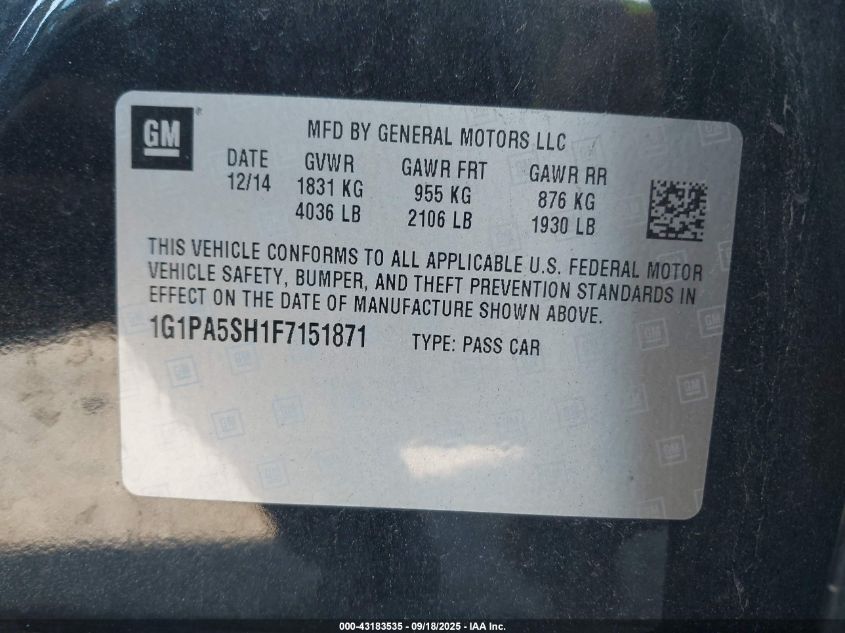 GM ®
MFD BY GENERAL MOTORS LLC
DATE GVWR GAWR FRT GAWR RR
12/14 1831 KG 955 KG 876 KG
4036 LB 2106 LB 1930 LB
THIS VEHICLE CONFORMS TO ALL APPLICABLE U.S. FEDERAL MOTOR
VEHICLE SAFETY, BUMPER, AND THEFT PREVENTION STANDARDS IN
EFFECT ON THE DATE OF MANUFACTURE SHOWN ABOVE.
1G1PA5SH1F7151871 TYPE: PASS CAR
000-43183535 - 09/18/2025 - IAA Inc.